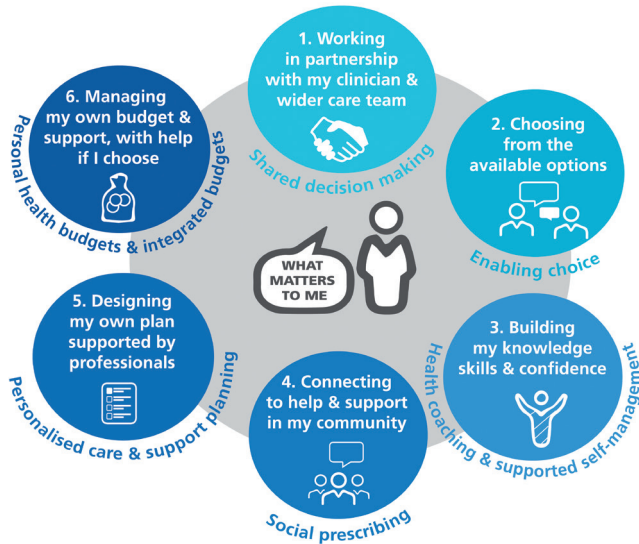 1. Working
in partnership
with my clinician &
wider care team
Shared decision making
2. Choosing
from the
available options
Enabling choice
3. Building
my knowledge
skills & confidence
Health coaching & supported self-management
4. Connecting
to help & support
in my community
Social prescribing
5. Designing
my own plan
supported by
professionals
Personalised care & support planning
6. Managing
my own budget &
support, with help
if I choose
Personal health budgets & integrated budgets
WHAT
MATTERS
TO ME